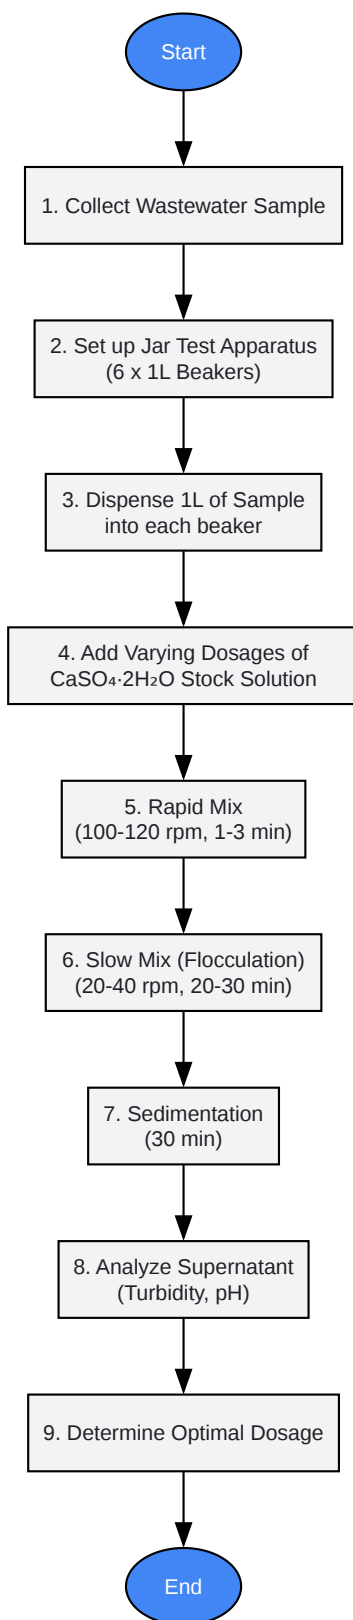 Start
1. Collect Wastewater Sample
2. Set up Jar Test Apparatus
(6 x 1L Beakers)
3. Dispense 1L of Sample
into each beaker
4. Add Varying Dosages of
CaSO₄·2H₂O Stock Solution
5. Rapid Mix
(100-120 rpm, 1-3 min)
6. Slow Mix (Flocculation)
(20-40 rpm, 20-30 min)
7. Sedimentation
(30 min)
8. Analyze Supernatant
(Turbidity, pH)
9. Determine Optimal Dosage
End